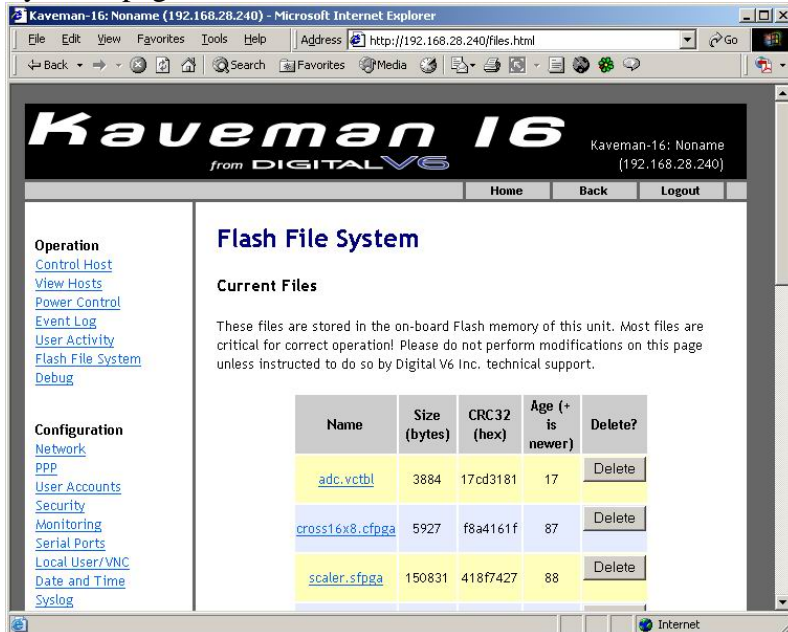 Kaveman-16: Noname (192.168.28.240) - Microsoft Internet Explorer
File Edit View Favorites Tools Help Address http://192.168.28.240/files.html Go
Back Search Favorites Media
Kaveman 16
from DIGITALV6
Kaveman-16: Noname
(192.168.28.240)
Home Back Logout
Operation
Control Host
View Hosts
Power Control
Event Log
User Activity
Flash File System
Debug
Configuration
Network
PPP
User Accounts
Security
Monitoring
Serial Ports
Local User/VNC
Date and Time
Syslog
Flash File System
Current Files
These files are stored in the on-board Flash memory of this unit. Most files are
critical for correct operation! Please do not perform modifications on this page
unless instructed to do so by Digital V6 Inc. technical support.
Name Size (bytes) CRC32 (hex) Age (+ is newer) Delete?
adc.vctbl 3884 17cd3181 17 Delete
cross16x8.cfpga 5927 f8a4161f 87 Delete
scaler.sfpga 150831 418f7427 88 Delete
Internet